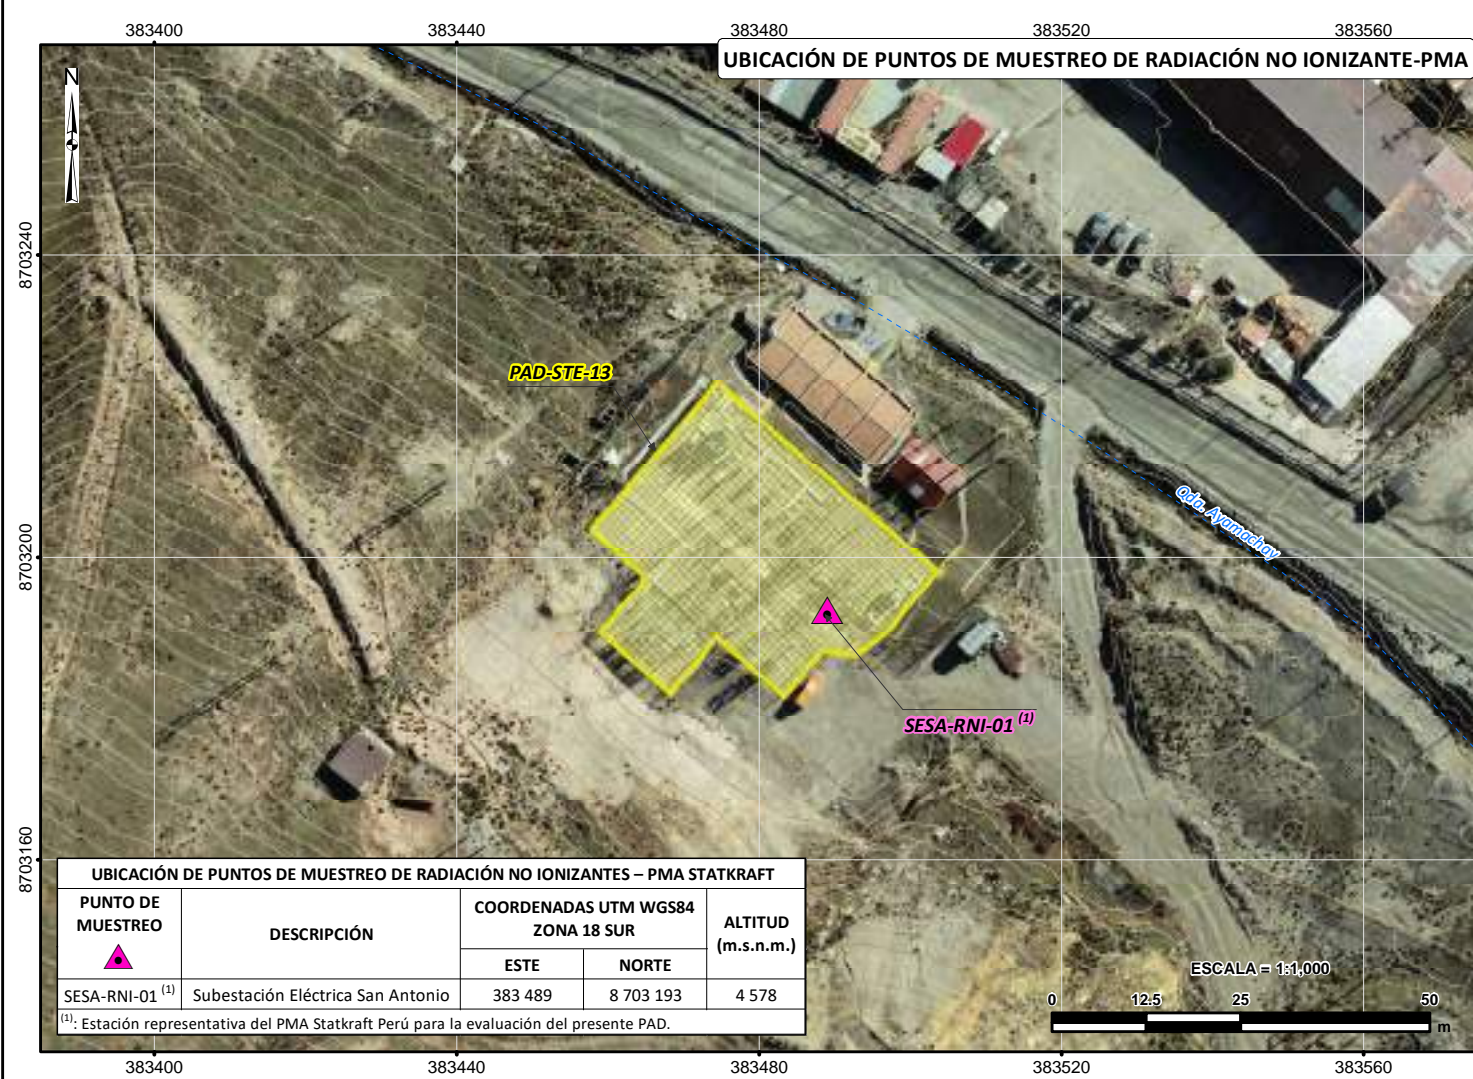 383400
383440
383480
383520
383560
UBICACIÓN DE PUNTOS DE MUESTREO DE RADIACIÓN NO IONIZANTE-PMA
N
8703240
8703200
8703160
PAD-STE-13
Qda. Ayamachay
SESA-RNI-01 (1)
UBICACIÓN DE PUNTOS DE MUESTREO DE RADIACIÓN NO IONIZANTES – PMA STATKRAFT
PUNTO DE
MUESTREO
DESCRIPCIÓN
COORDENADAS UTM WGS84
ZONA 18 SUR
ALTITUD
(m.s.n.m.)
ESTE
NORTE
SESA-RNI-01 (1)
Subestación Eléctrica San Antonio
383 489
8 703 193
4 578
(1): Estación representativa del PMA Statkraft Perú para la evaluación del presente PAD.
ESCALA = 1:1,000
0
12.5
25
50
m
383400
383440
383480
383520
383560